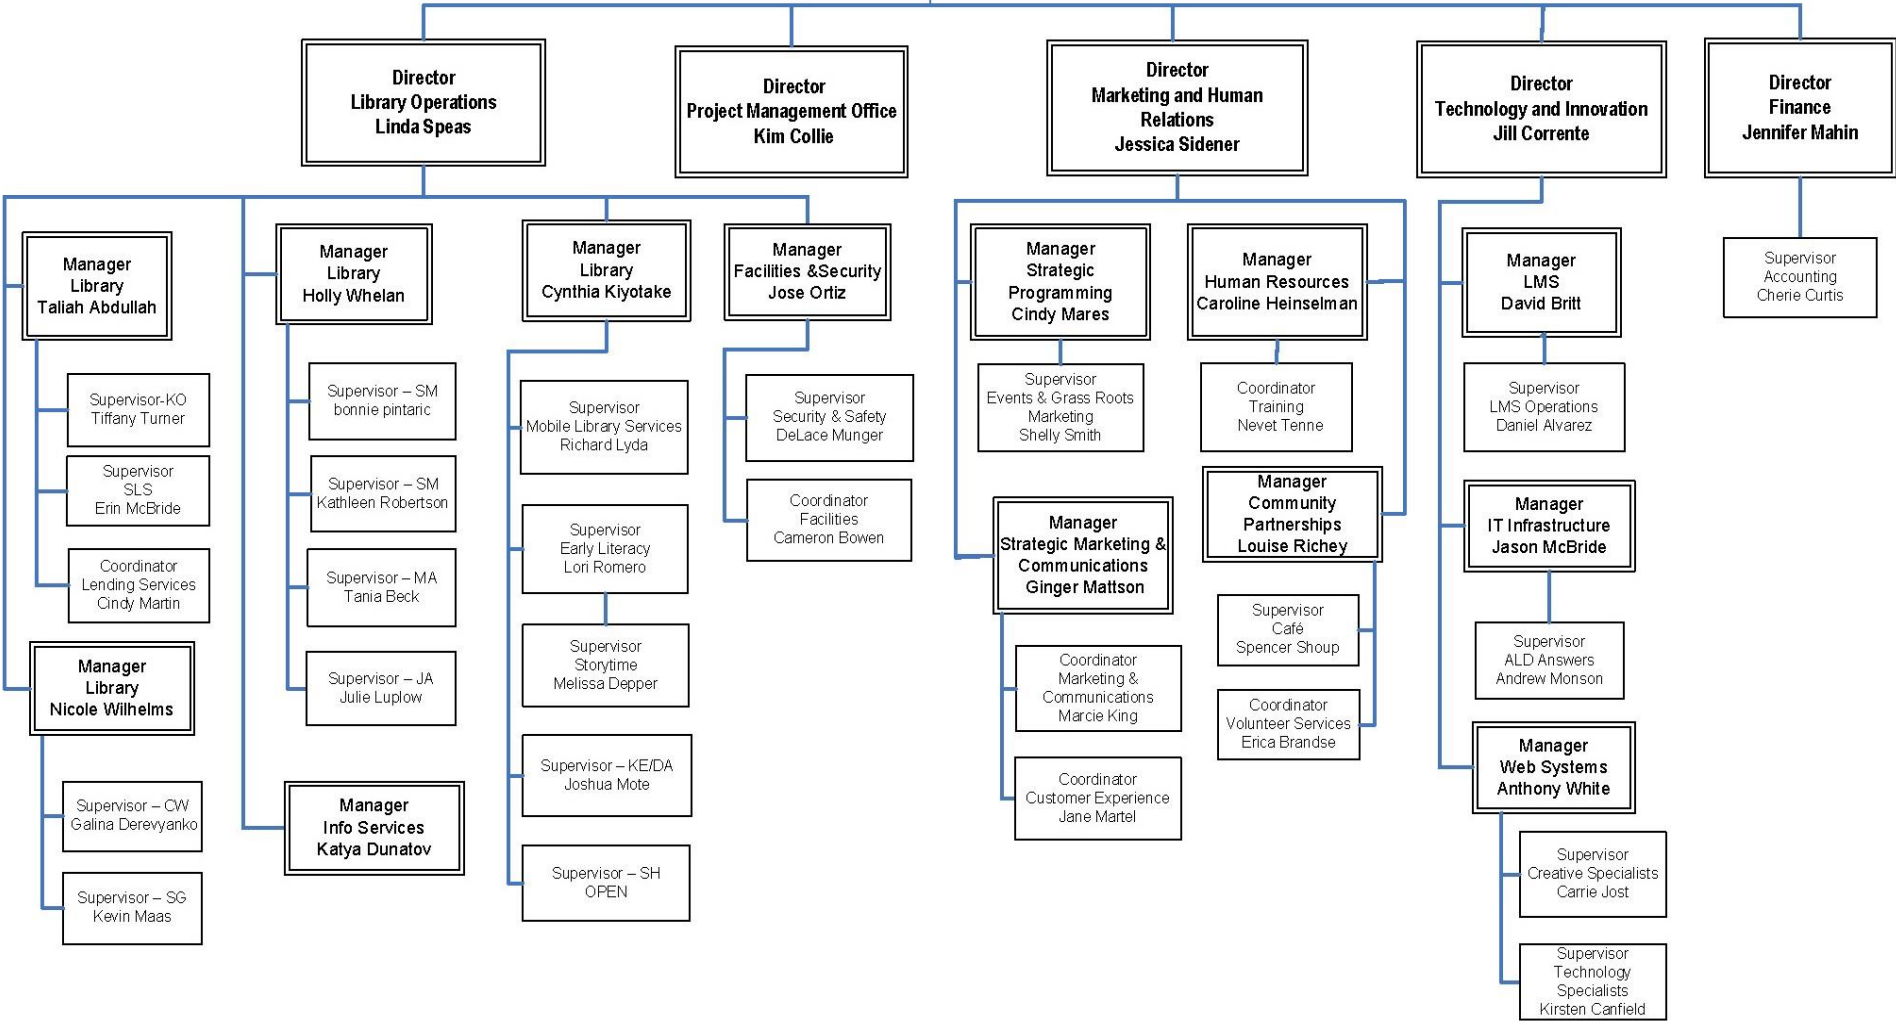 Director
Library Operations
Linda Speas
Director
Project Management Office
Kim Collie
Director
Marketing and Human
Relations
Jessica Sidener
Director
Technology and Innovation
Jill Corrente
Director
Finance
Jennifer Mahin
Manager
Library
Taliah Abdullah
Supervisor-KO
Tiffany Turner
Supervisor
SLS
Erin McBride
Coordinator
Lending Services
Cindy Martin
Manager
Library
Nicole Wilhelms
Supervisor – CW
Galina Derevyanko
Supervisor – SG
Kevin Maas
Manager
Library
Holly Whelan
Supervisor – SM
bonnie pintaric
Supervisor – SM
Kathleen Robertson
Supervisor – MA
Tania Beck
Supervisor – JA
Julie Luplow
Manager
Info Services
Katya Dunatov
Manager
Library
Cynthia Kiyotake
Supervisor
Mobile Library Services
Richard Lyda
Supervisor
Early Literacy
Lori Romero
Supervisor
Storytime
Melissa Depper
Supervisor – KE/DA
Joshua Mote
Supervisor – SH
OPEN
Manager
Facilities &Security
Jose Ortiz
Supervisor
Security & Safety
DeLace Munger
Coordinator
Facilities
Cameron Bowen
Manager
Strategic
Programming
Cindy Mares
Supervisor
Events & Grass Roots
Marketing
Shelly Smith
Manager
Strategic Marketing &
Communications
Ginger Mattson
Coordinator
Marketing &
Communications
Marcie King
Coordinator
Customer Experience
Jane Martel
Manager
Human Resources
Caroline Heinselman
Coordinator
Training
Nevet Tenne
Manager
Community
Partnerships
Louise Richey
Supervisor
Café
Spencer Shoup
Coordinator
Volunteer Services
Erica Brandse
Manager
LMS
David Britt
Supervisor
LMS Operations
Daniel Alvarez
Manager
IT Infrastructure
Jason McBride
Supervisor
ALD Answers
Andrew Monson
Manager
Web Systems
Anthony White
Supervisor
Creative Specialists
Carrie Jost
Supervisor
Technology
Specialists
Kirsten Canfield
Supervisor
Accounting
Cherie Curtis